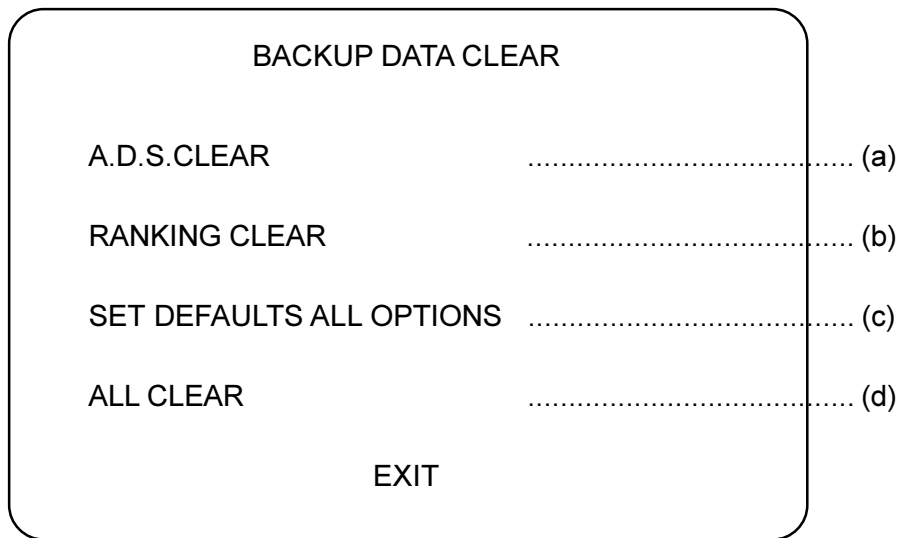 BACKUP DATA CLEAR
A.D.S.CLEAR ........................................ (a)
RANKING CLEAR ........................................ (b)
SET DEFAULTS ALL OPTIONS ........................................ (c)
ALL CLEAR ........................................ (d)
EXIT